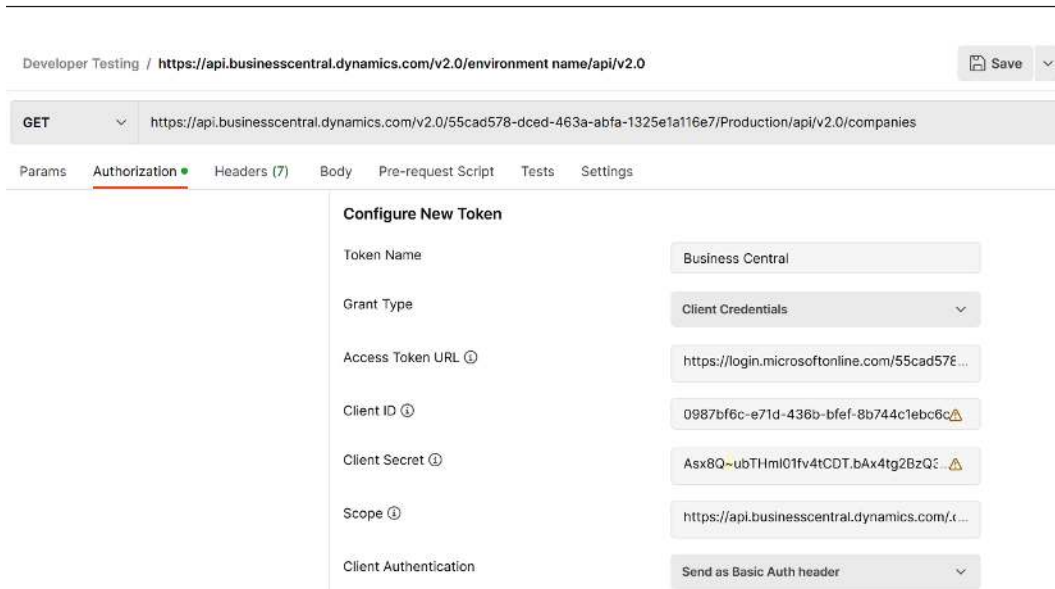 Developer Testing / https://api.businesscentral.dynamics.com/v2.0/environment name/api/v2.0 Save
GET https://api.businesscentral.dynamics.com/v2.0/55cad578-dced-463a-abfa-1325e1a116e7/Production/api/v2.0/companies
Params Authorization Headers (7) Body Pre-request Script Tests Settings
Configure New Token
Token Name Business Central
Grant Type Client Credentials
Access Token URL https://login.microsoftonline.com/55cad578...
Client ID 0987bf6c-e71d-436b-bfef-8b744c1ebc6c
Client Secret Asx8Q~ubTHmI01fv4tCDT.bAx4tg2BzQ3...
Scope https://api.businesscentral.dynamics.com/.c...
Client Authentication Send as Basic Auth header